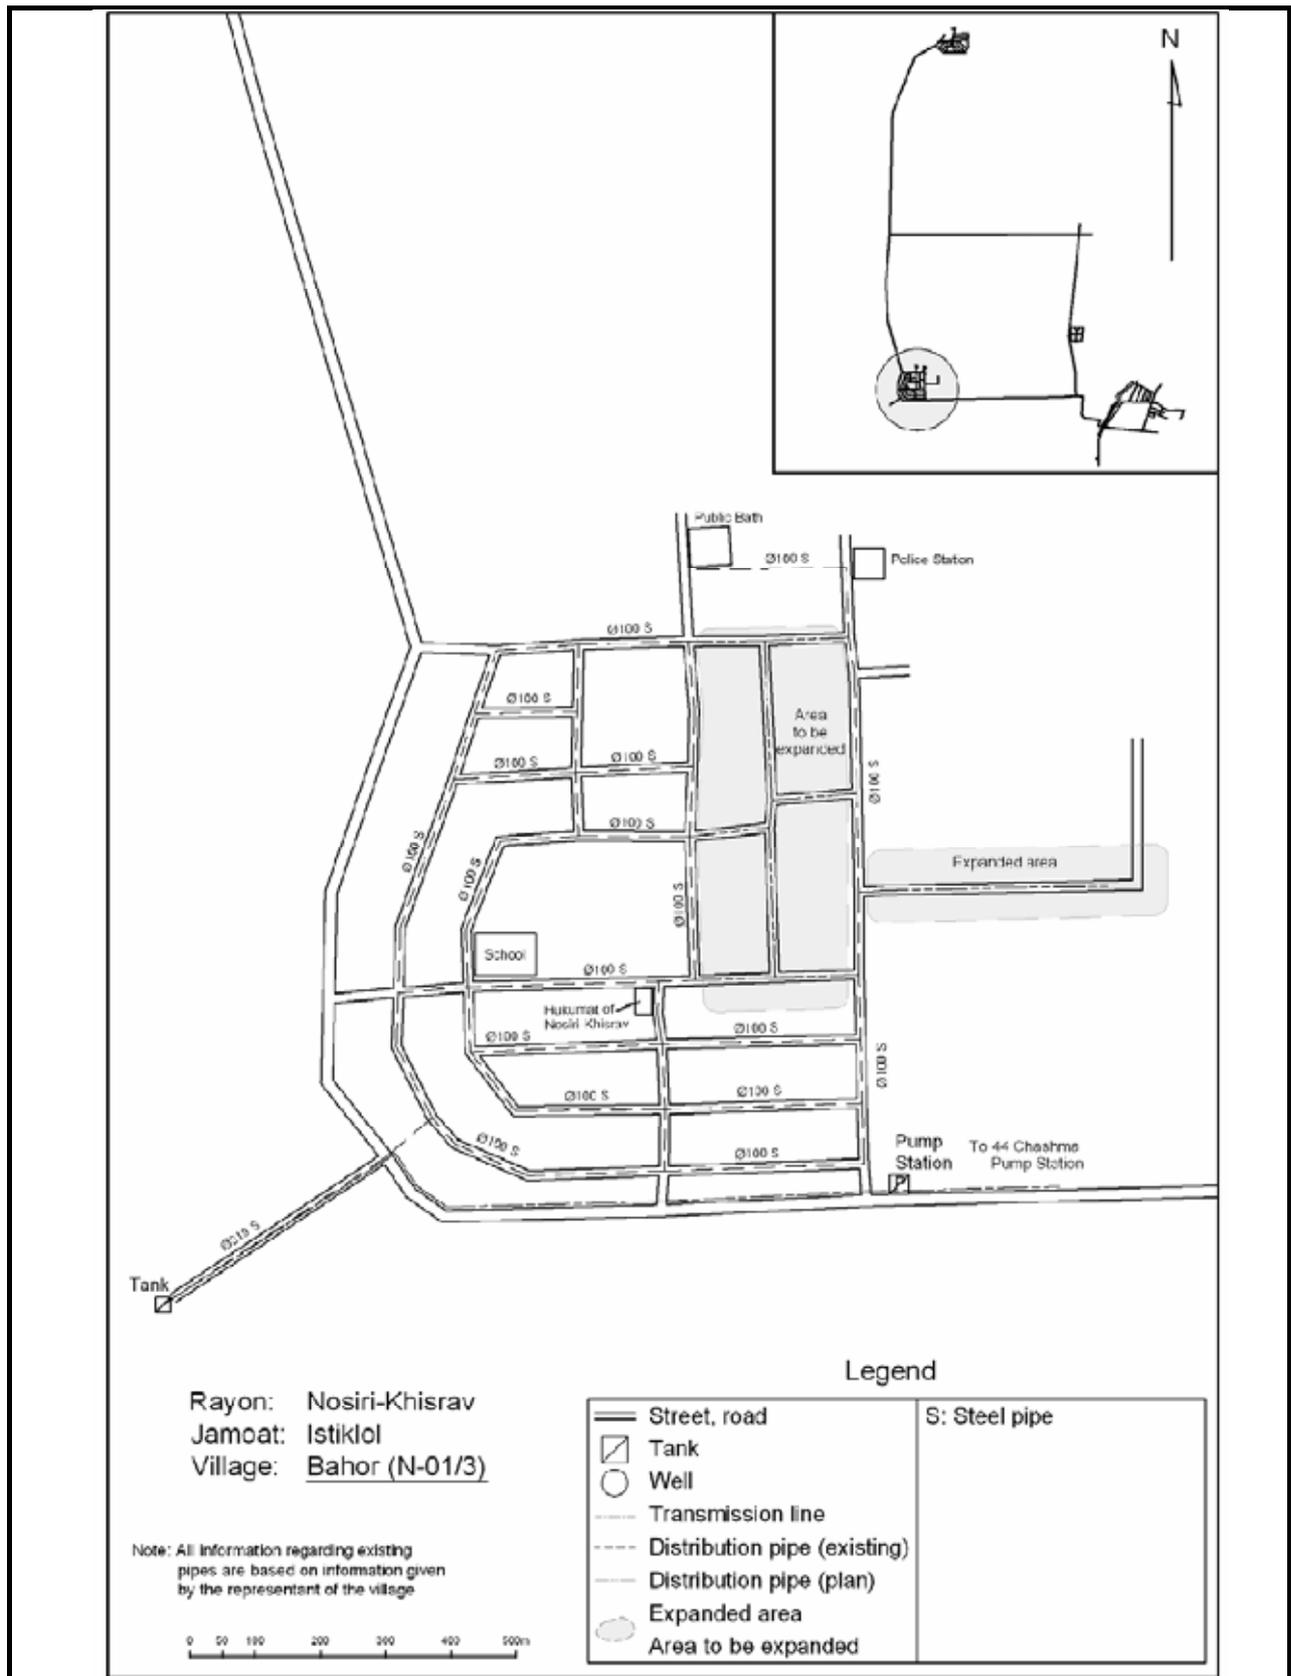 N
Public Bath
Ø100 S
Police Station
Ø100 S
Ø100 S
Area
to be
expanded
Ø100 S
Ø100 S
Ø100 S
Ø100 S
Ø100 S
Ø100 S
Expanded area
Ø100 S
Ø100 S
School
Ø100 S
Hukumat of
Nosiri Khisrav
Ø100 S
Ø100 S
Ø100 S
Ø100 S
Ø100 S
Ø100 S
Ø100 S
Pump
Station
To 44 Chashma
Pump Station
Tank
Legend
Rayon: Nosiri-Khisrav
Jamoat: Istiklol
Village: Bahor (N-01/3)
Street, road
Tank
Well
Transmission line
Distribution pipe (existing)
Distribution pipe (plan)
Expanded area
Area to be expanded
S: Steel pipe
Note: All information regarding existing
pipes are based on information given
by the representant of the village
0 50 100 200 300 400 500m